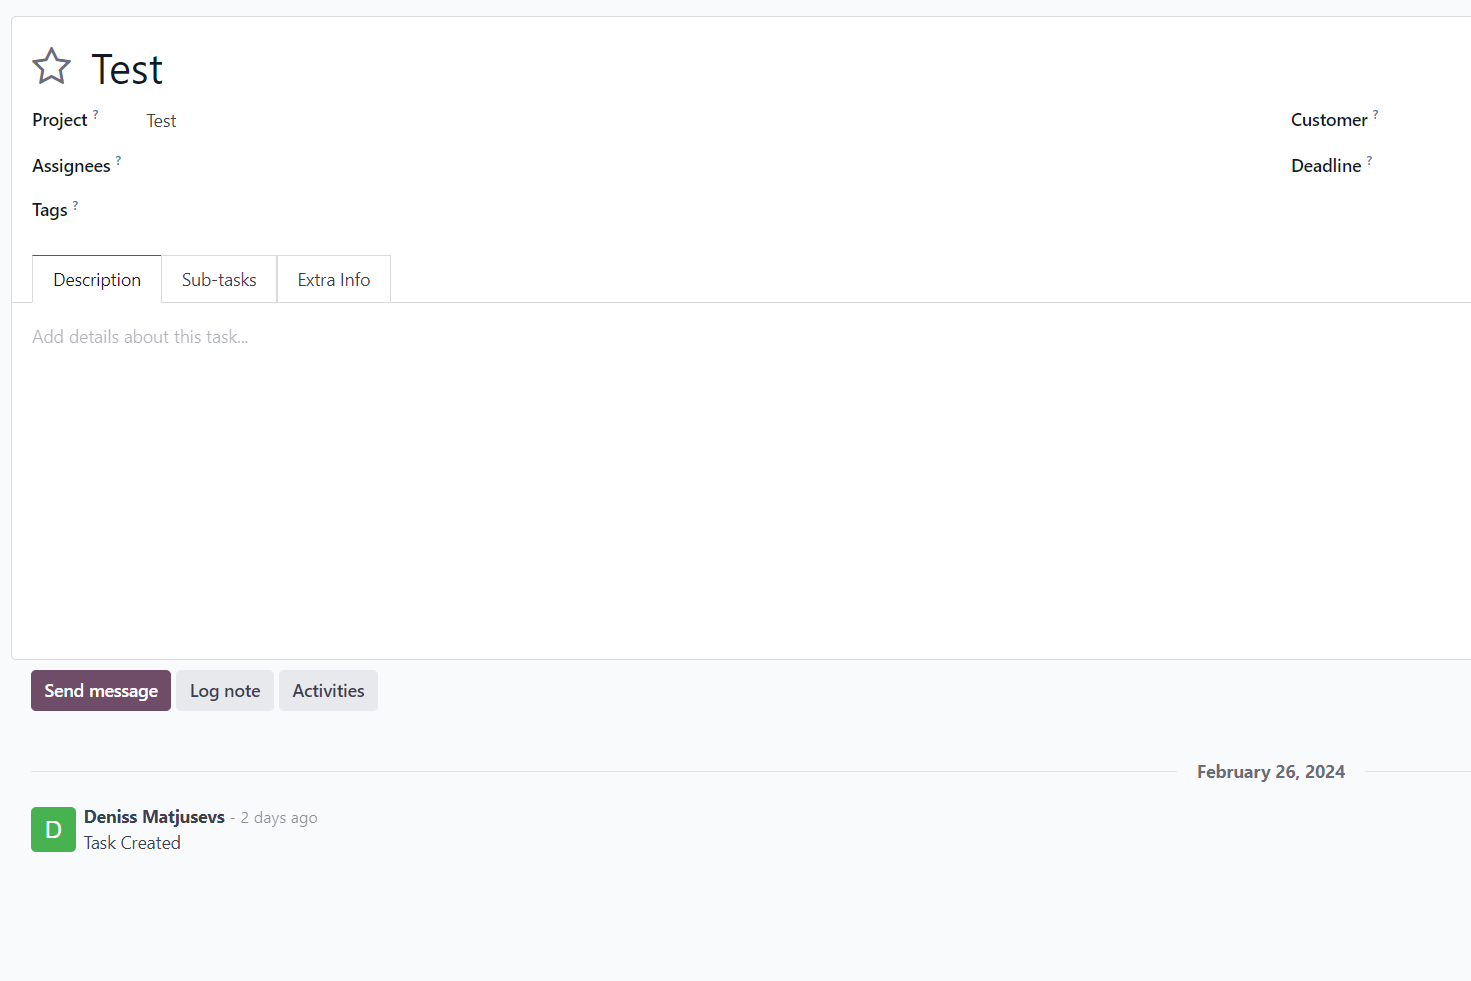 Test
Project ? Test
Customer ?
Assignees ?
Deadline ?
Tags ?
Description Sub-tasks Extra Info
Add details about this task...
Send message Log note Activities
February 26, 2024
D
Deniss Matjusevs - 2 days ago
Task Created